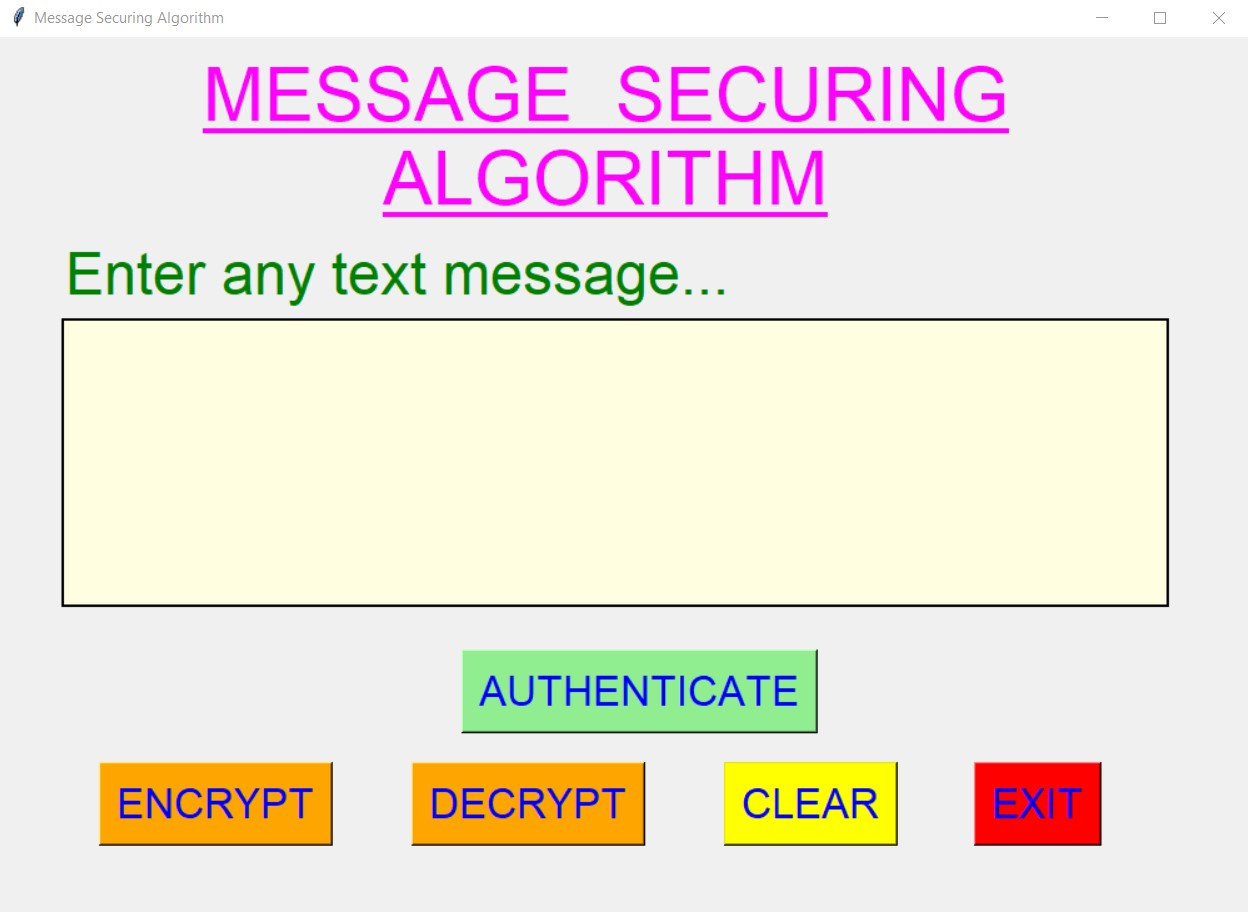 Message Securing Algorithm
MESSAGE  SECURING
ALGORITHM
Enter any text message...
AUTHENTICATE
ENCRYPT
DECRYPT
CLEAR
EXIT